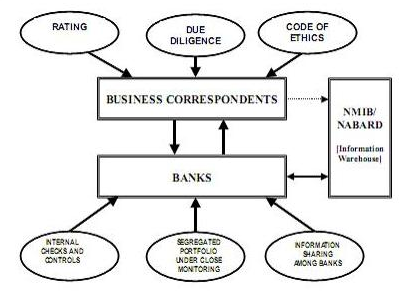 RATING
DUE
DILIGENCE
CODE OF
ETHICS
BUSINESS CORRESPONDENTS
NMIB/
NABARD
[Information
Warehouse]
BANKS
INTERNAL
CHECKS AND
CONTROLS
SEGREGATED
PORTFOLIO
UNDER CLOSE
MONITORING
INFORMATION
SHARING
AMONG BANKS